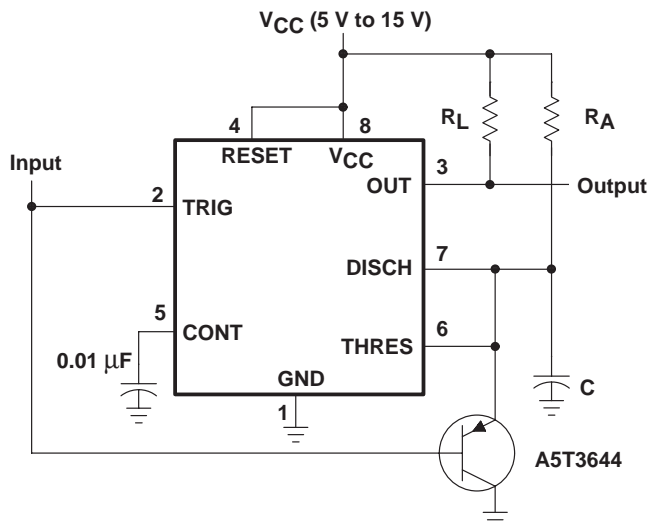 VCC (5 V to 15 V)
4
8
RL
RA
RESET
VCC
Input
3
2
OUT
Output
TRIG
7
DISCH
5
6
CONT
THRES
0.01 μF
GND
C
1
A5T3644